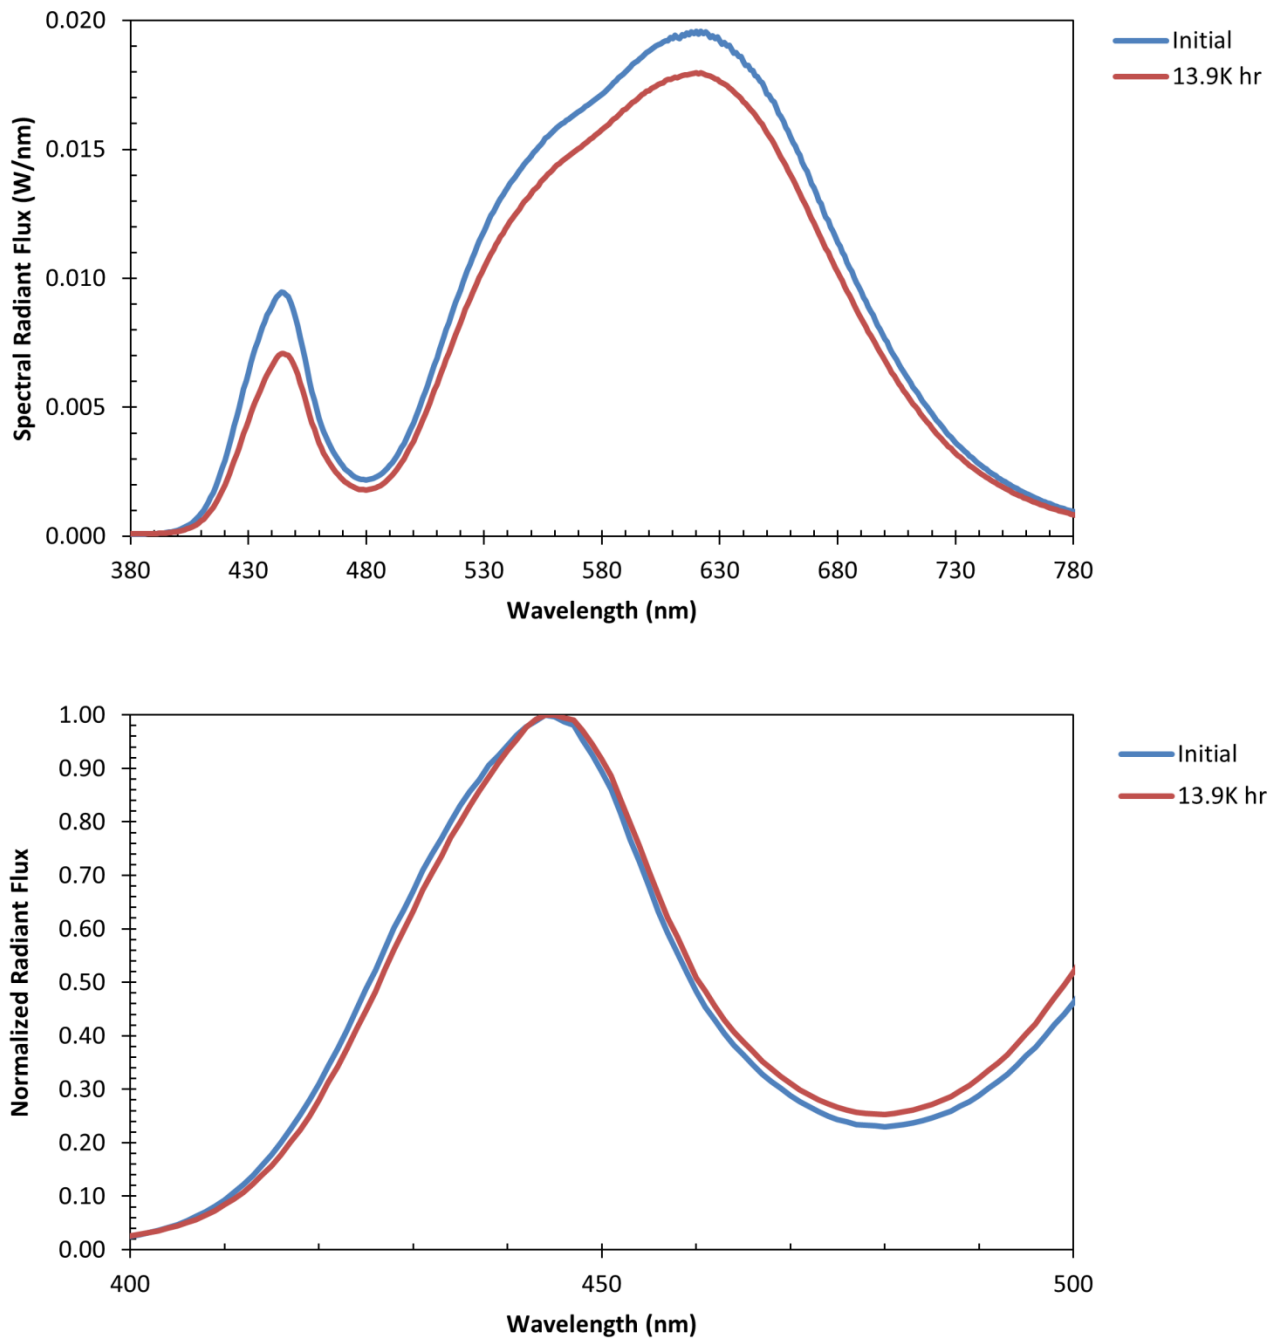 0.020
0.015
0.010
0.005
0.000
Spectral Radiant Flux (W/nm)
380 430 480 530 580 630 680 730 780
Wavelength (nm)
Initial
13.9K hr
1.00
0.90
0.80
0.70
0.60
0.50
0.40
0.30
0.20
0.10
0.00
Normalized Radiant Flux
400 450 500
Wavelength (nm)
Initial
13.9K hr